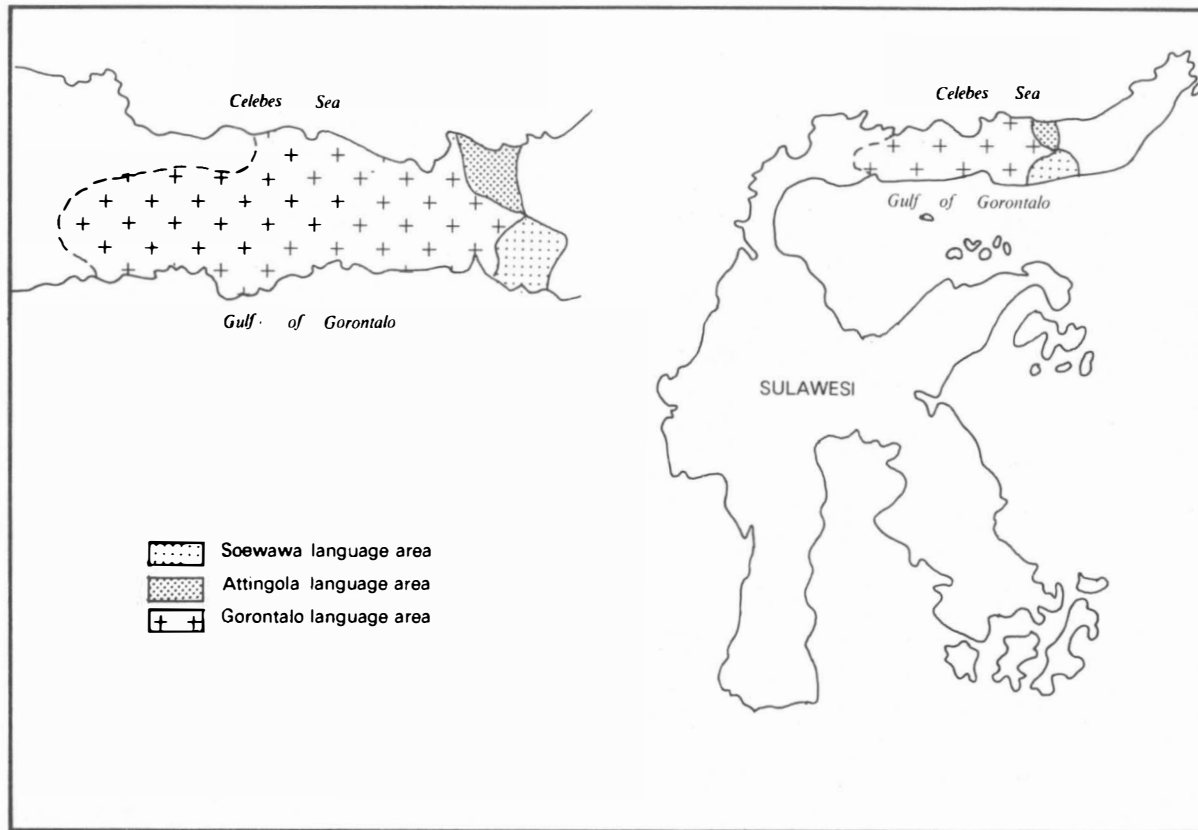 Celebes Sea
Gulf of Gorontalo
Soewawa language area
Attingola language area
Gorontalo language area
Celebes Sea
Gulf of Gorontalo
SULAWESI